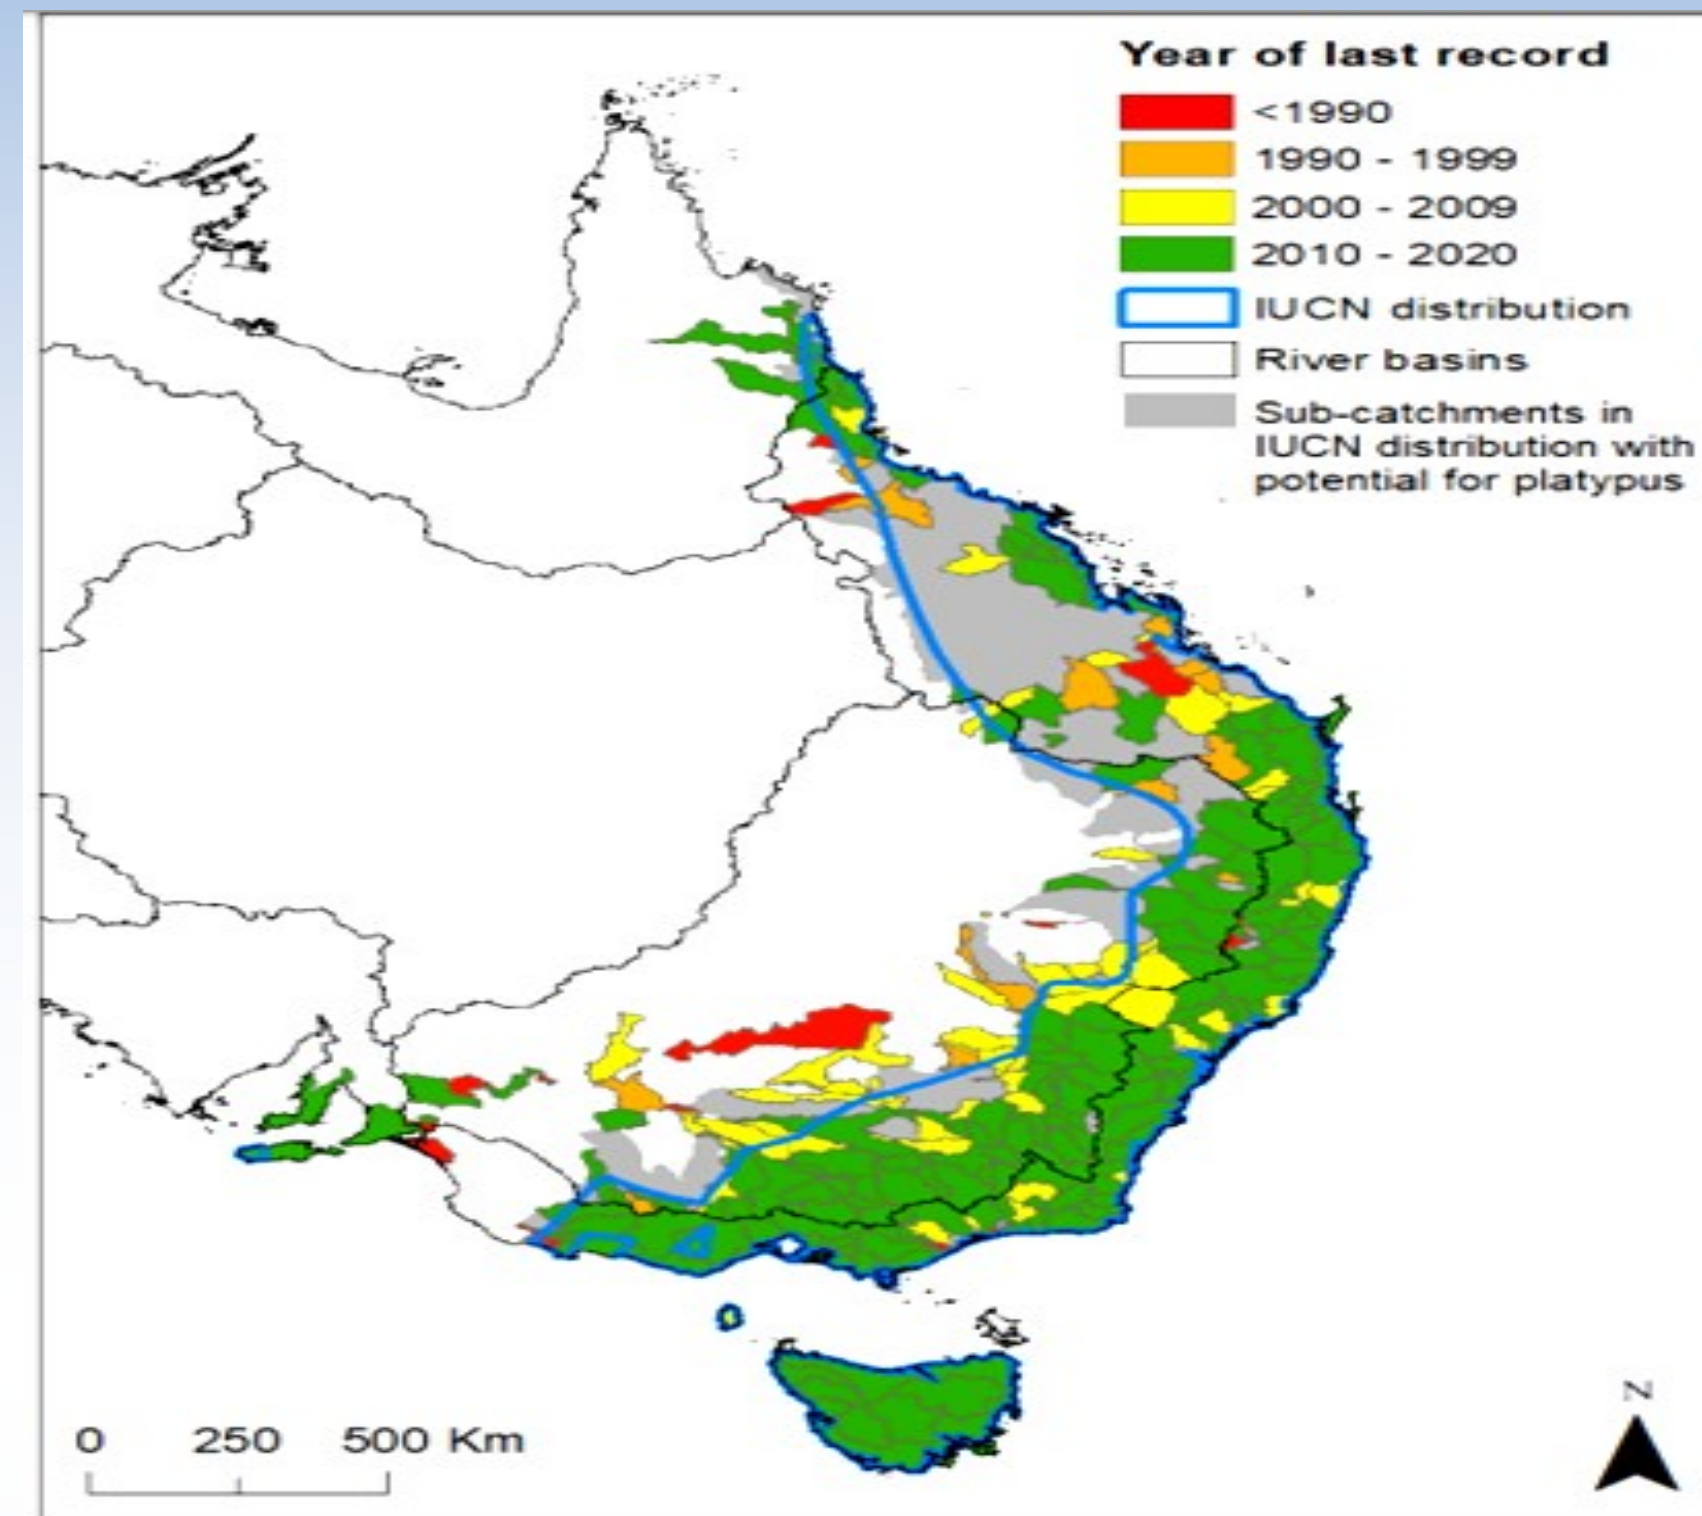 Year of last record
<1990
1990 - 1999
2000 - 2009
2010 - 2020
IUCN distribution
River basins
Sub-catchments in
IUCN distribution with
potential for platypus
0 250 500 Km
N